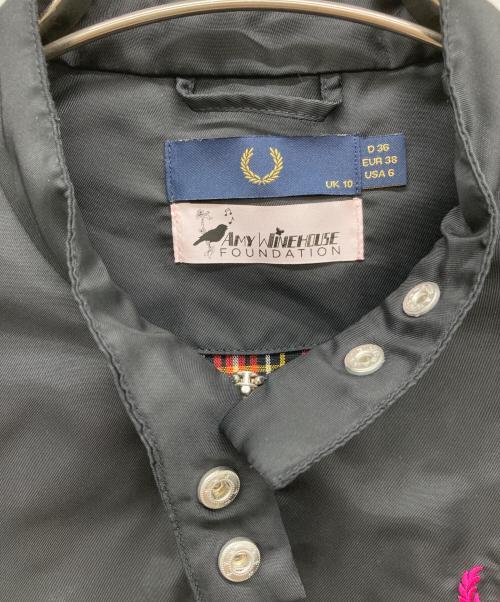 D 36
EUR 38
USA 6
UK 10
AMY WINEHOUSE
FOUNDATION